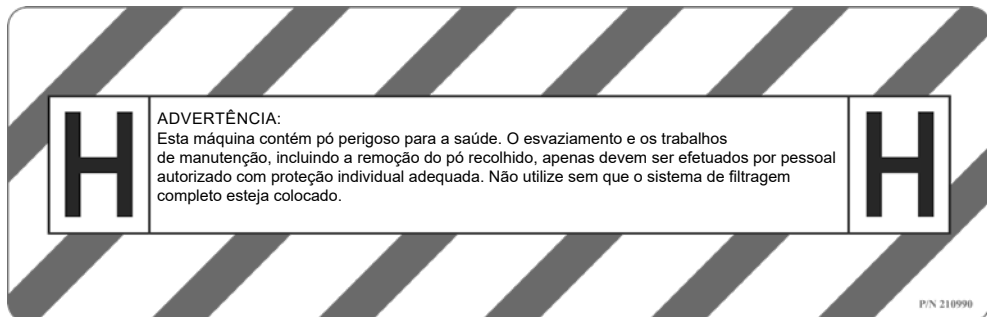 H
ADVERTÊNCIA:
Esta máquina contém pó perigoso para a saúde. O esvaziamento e os trabalhos
de manutenção, incluindo a remoção do pó recolhido, apenas devem ser efetuados por pessoal
autorizado com proteção individual adequada. Não utilize sem que o sistema de filtragem
completo esteja colocado.
H
P/N 210990